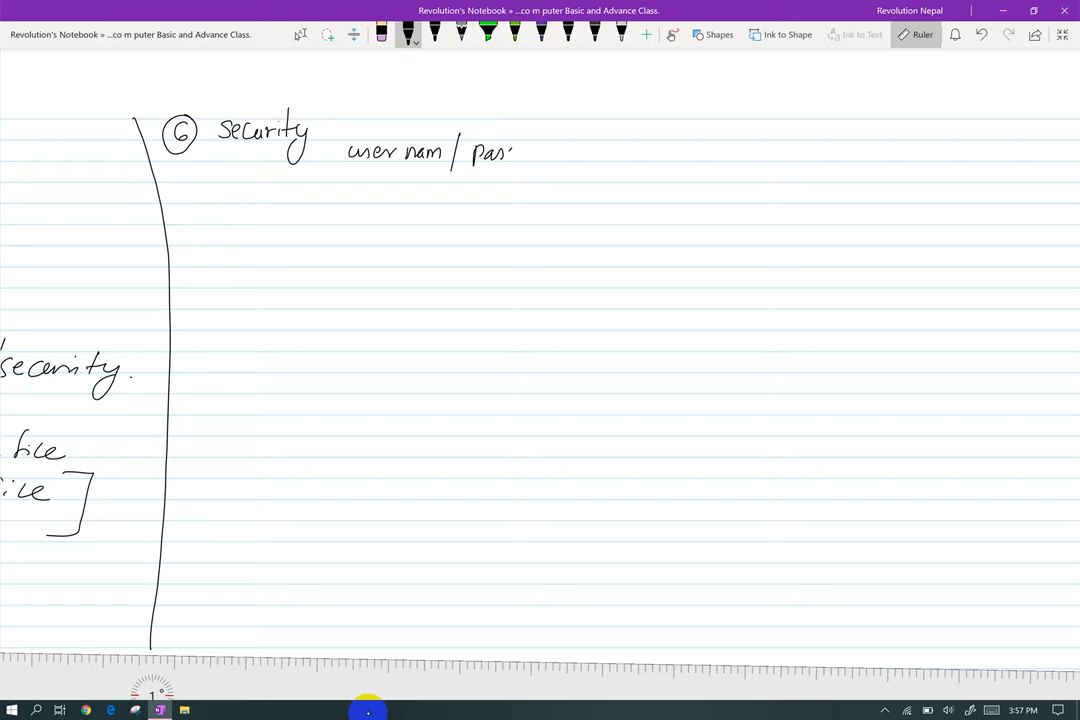 Revolution's Notebook » ...co m puter Basic and Advance Class.
Revolution Nepal
Revolution's Notebook » ...co m puter Basic and Advance Class.
Shapes
Ink to Shape
Ink to Text
Ruler
6 security
user nam / pas
security.
ice
1°
3:57 PM